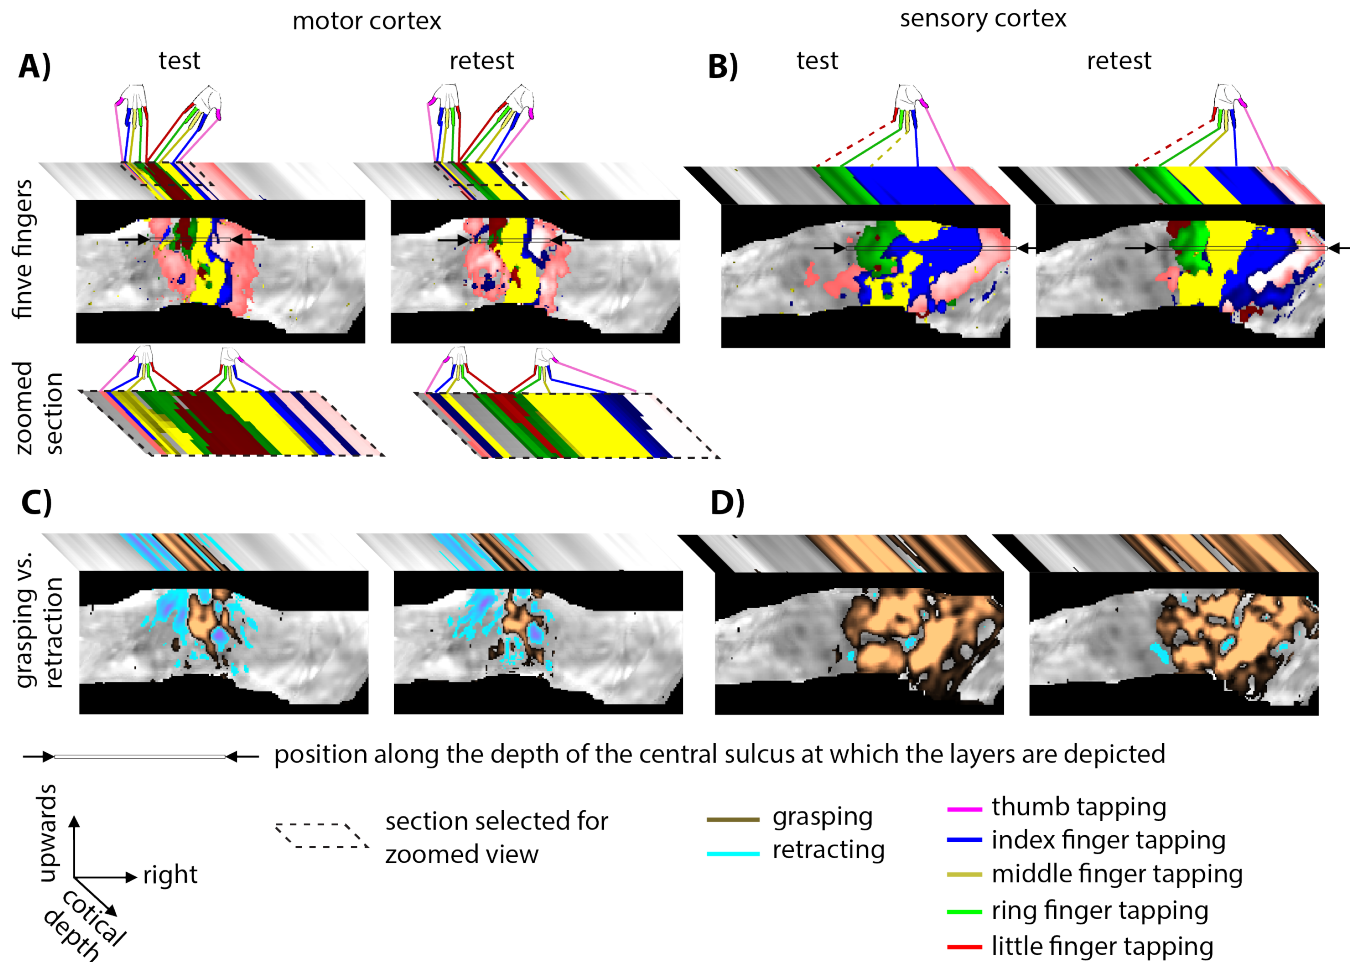 motor cortex
sensory cortex
A)
test
retest
B)
test
retest
finve fingers
zoomed
section
C)
D)
grasping vs.
retraction
position along the depth of the central sulcus at which the layers are depicted
upwards
right
cotical
depth
section selected for
zoomed view
grasping
retracting
thumb tapping
index finger tapping
middle finger tapping
ring finger tapping
little finger tapping